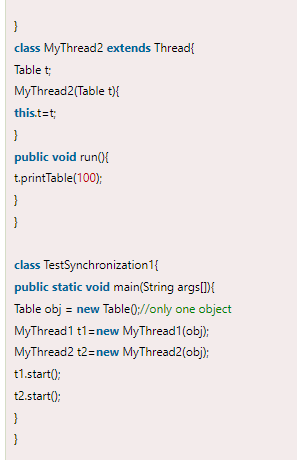 }
class MyThread2 extends Thread{
Table t;
MyThread2(Table t){
this.t=t;
}
public void run(){
t.printTable(100);
}
}
class TestSynchronization1{
public static void main(String args[]){
Table obj = new Table();//only one object
MyThread1 t1=new MyThread1(obj);
MyThread2 t2=new MyThread2(obj);
t1.start();
t2.start();
}
}